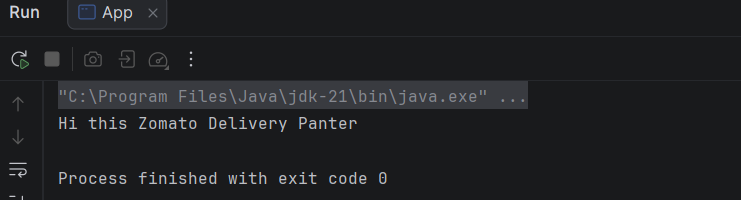 Run
App
"C:\Program Files\Java\jdk-21\bin\java.exe" ...
Hi this Zomato Delivery Panter
Process finished with exit code 0